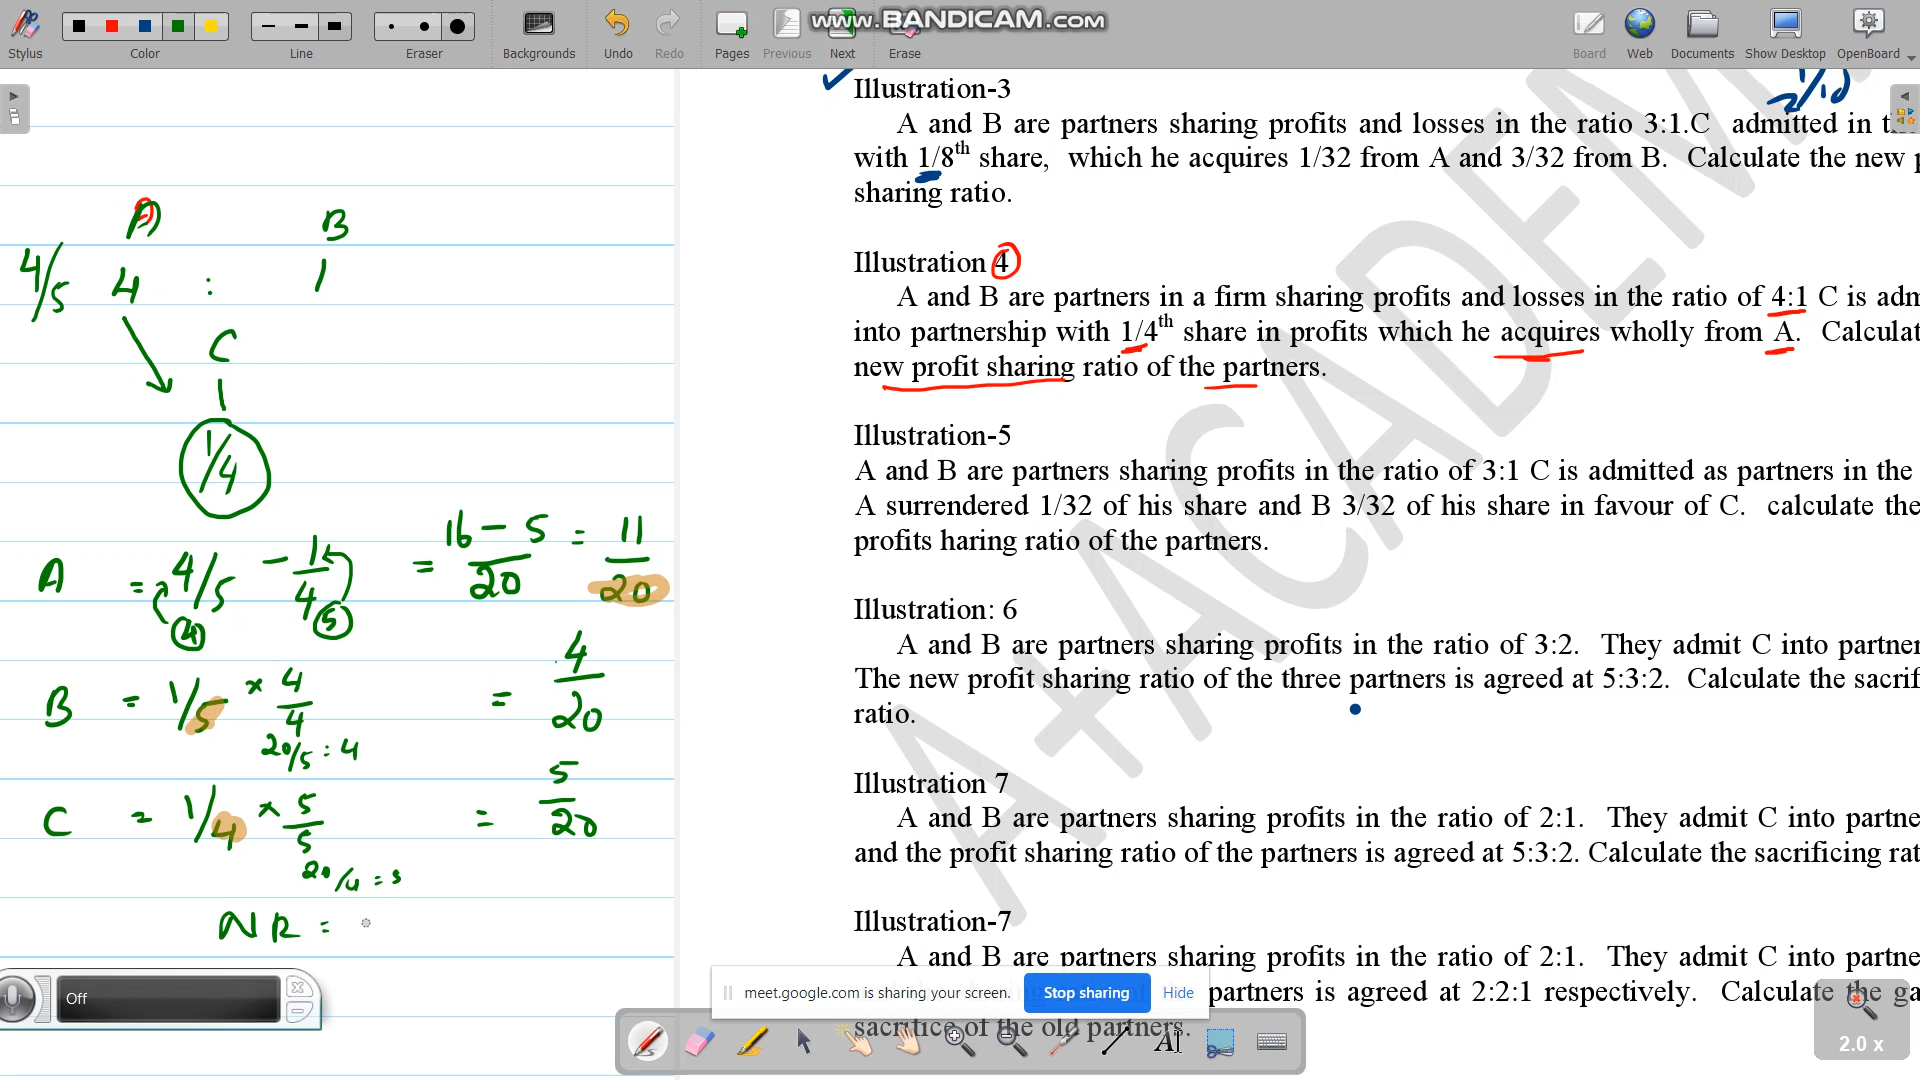 www.BANDICAM.com
Stylus Color Line Eraser Backgrounds Undo Redo Pages Previous Next Erase Board Web Documents Show Desktop OpenBoard
A B
4/5 4 : 1
C
1
1/4
A = 4/5 - 1/4 = 16 - 5 / 20 = 11/20
4 5
B = 1/5 × 4/4 = 4/20
20/5 = 4
C = 1/4 × 5/5 = 5/20
20/4 =
NR =
Off
Illustration-3
A and B are partners sharing profits and losses in the ratio 3:1.C admitted in
with 1/8th share, which he acquires 1/32 from A and 3/32 from B. Calculate the new
sharing ratio.
Illustration 4
A and B are partners in a firm sharing profits and losses in the ratio of 4:1 C is adm
into partnership with 1/4th share in profits which he acquires wholly from A. Calculat
new profit sharing ratio of the partners.
Illustration-5
A and B are partners sharing profits in the ratio of 3:1 C is admitted as partners in the
A surrendered 1/32 of his share and B 3/32 of his share in favour of C. calculate the
profits haring ratio of the partners.
Illustration: 6
A and B are partners sharing profits in the ratio of 3:2. They admit C into partner
The new profit sharing ratio of the three partners is agreed at 5:3:2. Calculate the sacrif
ratio.
Illustration 7
A and B are partners sharing profits in the ratio of 2:1. They admit C into partne
and the profit sharing ratio of the partners is agreed at 5:3:2. Calculate the sacrificing rat
Illustration-7
A and B are partners sharing profits in the ratio of 2:1. They admit C into partne
partners is agreed at 2:2:1 respectively. Calculate the ga
sacrifice of the old partners.
A+ACADEM
meet.google.com is sharing your screen. Stop sharing Hide
2.0 x